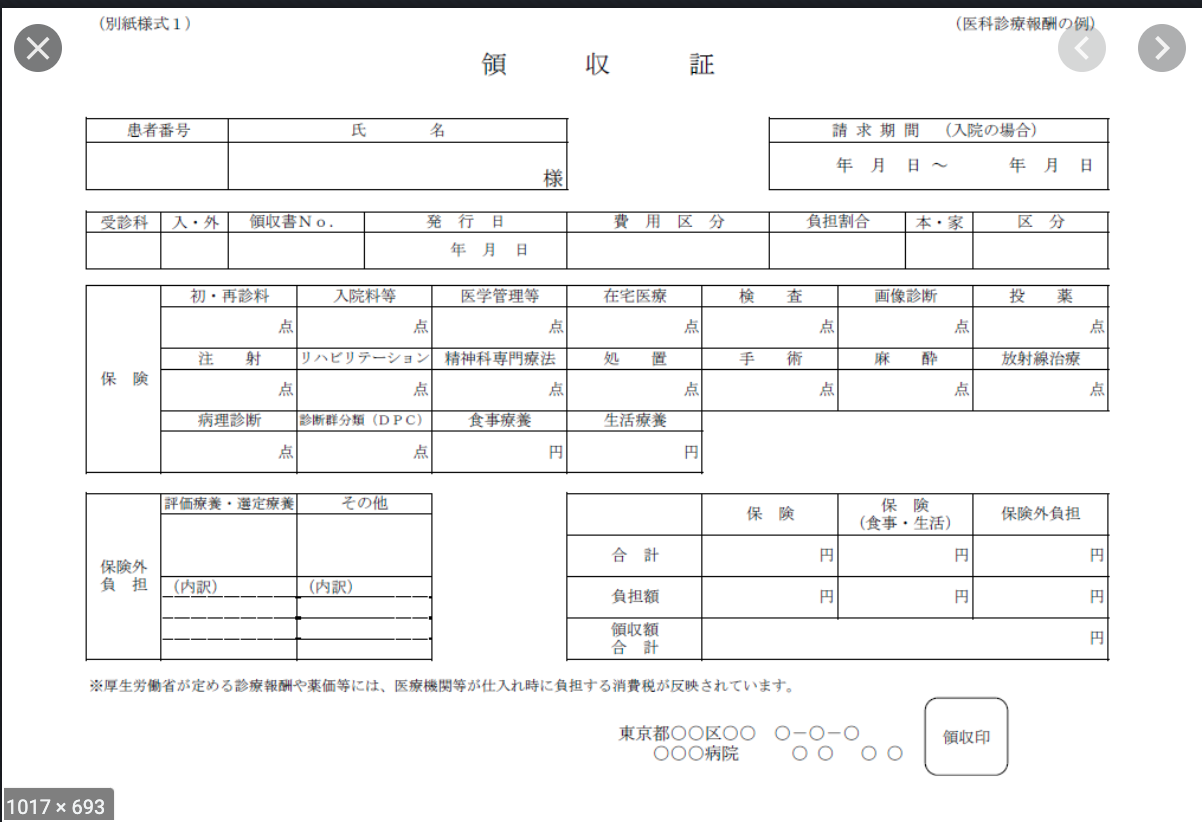 (別紙様式1)
(医科診療報酬の例)
領 収 証
患者番号 氏 名
様
請 求 期 間 (入院の場合)
年 月 日 ～ 年 月 日
受診科 入・外 領収書No. 発 行 日 費 用 区 分 負担割合 本・家 区 分
年 月 日
保 険
初・再診料 入院料等 医学管理等 在宅医療 検 査 画像診断 投 薬
点 点 点 点 点 点 点
注 射 リハビリテーション 精神科専門療法 処 置 手 術 麻 酔 放射線治療
点 点 点 点 点 点 点
病理診断 診断群分類（DPC） 食事療養 生活療養
点 点 円 円
保険外
負 担
評価療養・選定療養 その他
(内訳) (内訳)
保 険 保 険 保険外負担
(食事・生活)
合 計 円 円 円
負担額 円 円 円
領収額
合 計
円
※厚生労働省が定める診療報酬や薬価等には、医療機関等が仕入れ時に負担する消費税が反映されています。
東京都○○区○○ ○－○－○
○○○病院 ○ ○ ○ ○
領収印
1017 × 693